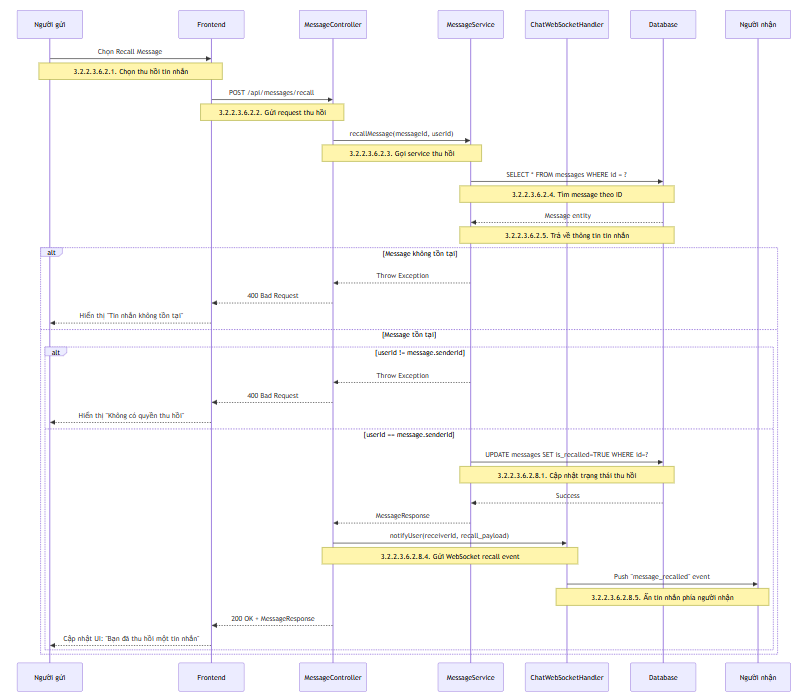 Người gửi
Frontend
MessageController
MessageService
ChatWebSocketHandler
Database
Người nhận
Chọn Recall Message
3.2.2.3.6.2.1. Chọn thu hồi tin nhắn
POST /api/messages/recall
3.2.2.3.6.2.2. Gửi request thu hồi
recallMessage(messageId, userId)
3.2.2.3.6.2.3. Gọi service thu hồi
SELECT * FROM messages WHERE id = ?
3.2.2.3.6.2.4. Tìm message theo ID
Message entity
3.2.2.3.6.2.5. Trả về thông tin tin nhắn
alt
[Message không tồn tại]
Throw Exception
400 Bad Request
Hiển thị "Tin nhắn không tồn tại"
[Message tồn tại]
alt
[userId != message.senderId]
Throw Exception
400 Bad Request
Hiển thị "Không có quyền thu hồi"
[userId == message.senderId]
UPDATE messages SET is_recalled=TRUE WHERE id=?
3.2.2.3.6.2.8.1. Cập nhật trạng thái thu hồi
Success
MessageResponse
notifyUser(receiverId, recall_payload)
3.2.2.3.6.2.8.4. Gửi WebSocket recall event
Push "message_recalled" event
3.2.2.3.6.2.8.5. Ẩn tin nhắn phía người nhận
200 OK + MessageResponse
Cập nhật UI: "Bạn đã thu hồi một tin nhắn"
Người gửi
Frontend
MessageController
MessageService
ChatWebSocketHandler
Database
Người nhận